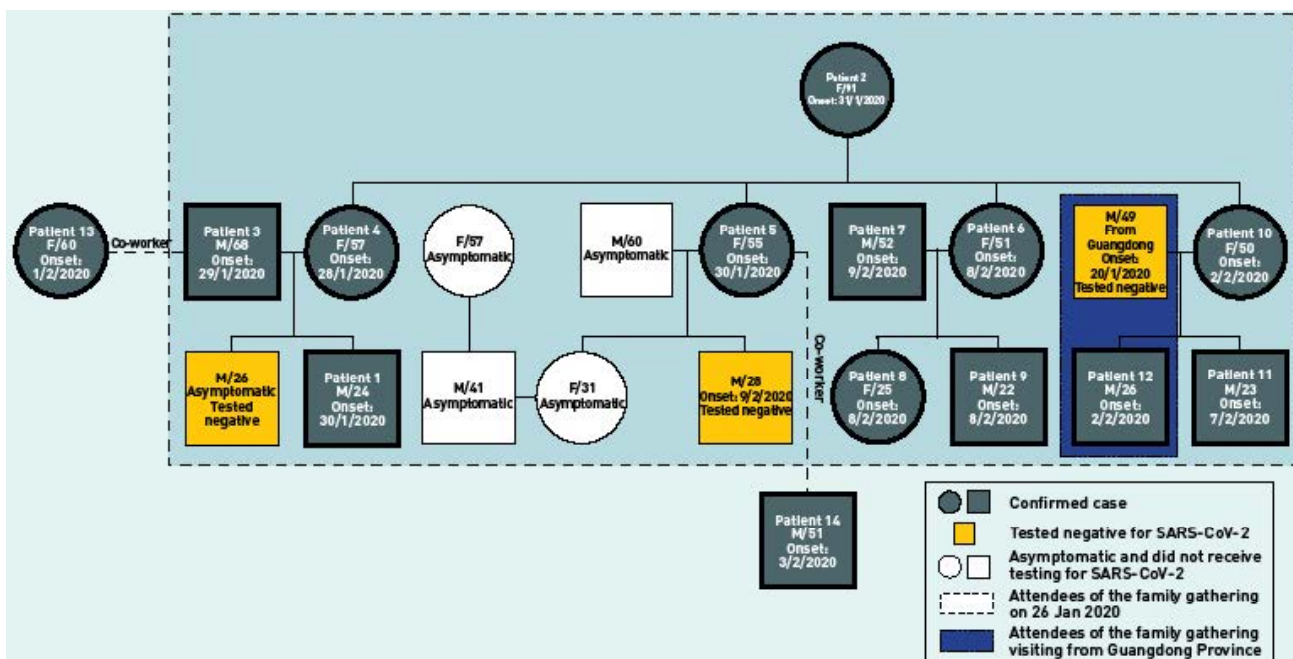 Patient 2
F/91
Onset: 31/1/2020
Patient 13
F/60
Onset:
1/2/2020
Co-worker
Patient 3
M/68
Onset:
29/1/2020
Patient 4
F/57
Onset:
28/1/2020
F/57
Asymptomatic
M/60
Asymptomatic
Patient 5
F/55
Onset:
30/1/2020
Patient 7
M/52
Onset:
9/2/2020
Patient 6
F/51
Onset:
8/2/2020
M/49
From
Guangdong
Onset:
20/1/2020
Tested negative
Patient 10
F/50
Onset:
2/2/2020
M/26
Asymptomatic
Tested
negative
Patient 1
M/24
Onset:
30/1/2020
M/41
Asymptomatic
F/31
Asymptomatic
M/28
Onset: 9/2/2020
Tested negative
Co-worker
Patient 8
F/25
Onset:
8/2/2020
Patient 9
M/22
Onset:
8/2/2020
Patient 12
M/26
Onset:
2/2/2020
Patient 11
M/23
Onset:
7/2/2020
Patient 14
M/51
Onset:
3/2/2020
Confirmed case
Tested negative for SARS-CoV-2
Asymptomatic and did not receive
testing for SARS-CoV-2
Attendees of the family gathering
on 26 Jan 2020
Attendees of the family gathering
visiting from Guangdong Province